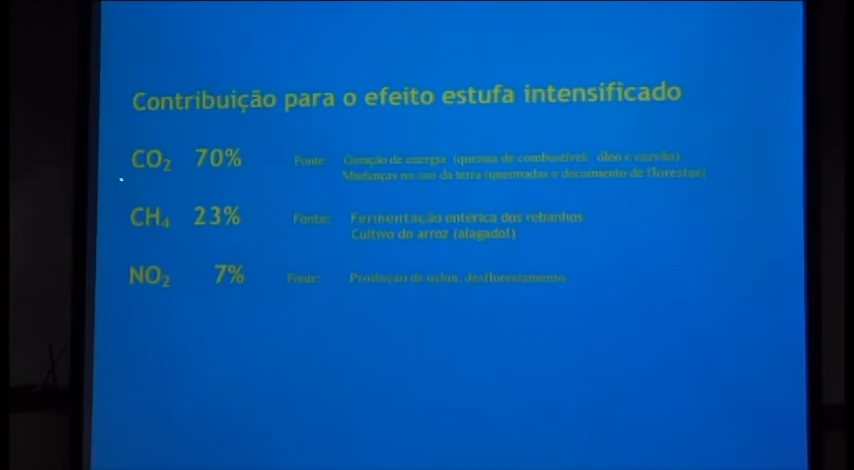 Contribuição para o efeito estufa intensificado
CO₂ 70% Fonte: Geração de energia (queima de combustível: óleo e carvão)
Mudanças no uso da terra (queimadas e decaimento de florestas)
CH₄ 23% Fonte: Fermentação entérica dos rebanhos
Cultivo do arroz (alagado!)
NO₂ 7% Fonte: Produção de nylon, desflorestamento